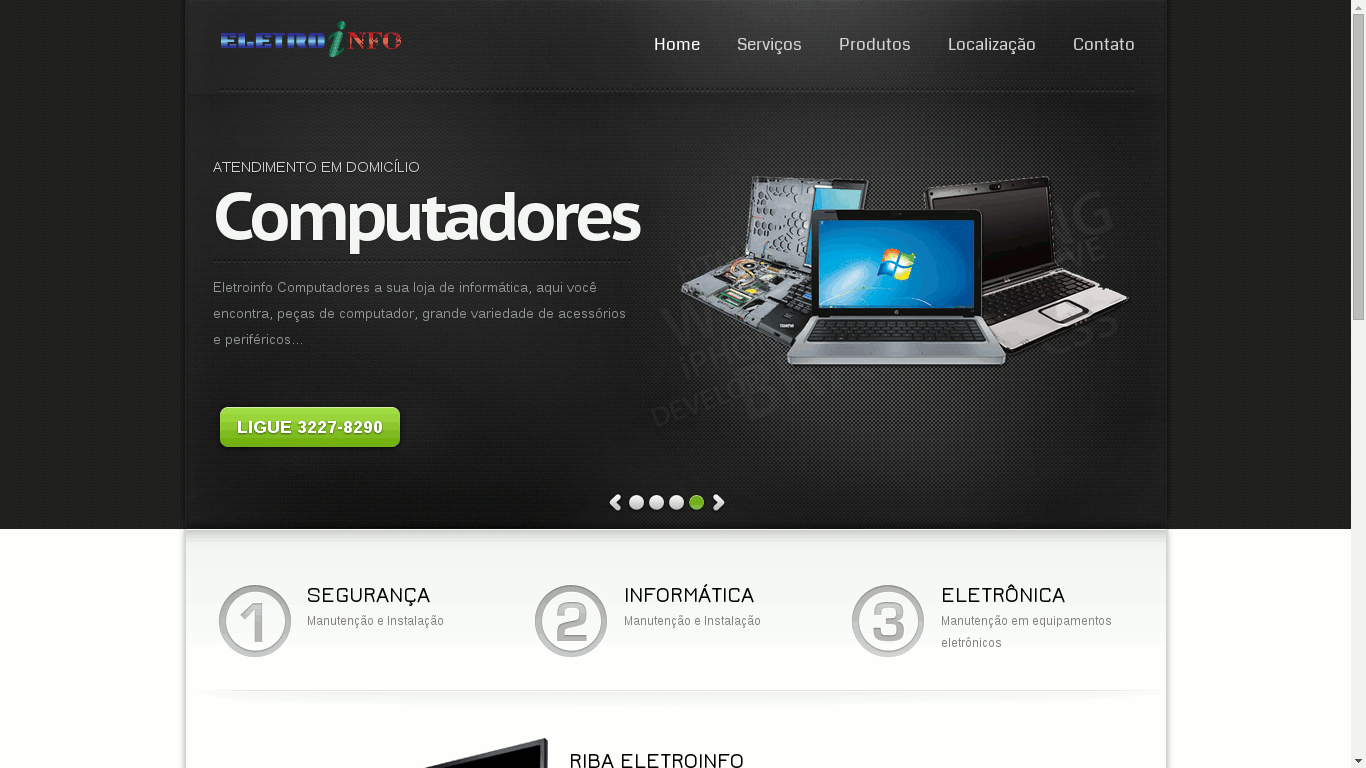 ELETROiNFO
Home Serviços Produtos Localização Contato
ATENDIMENTO EM DOMICÍLIO
Computadores
Eletroinfo Computadores a sua loja de informática, aqui você
encontra, peças de computador, grande variedade de acessórios
e periféricos...
LIGUE 3227-8290
1
SEGURANÇA
Manutenção e Instalação
2
INFORMÁTICA
Manutenção e Instalação
3
ELETRÔNICA
Manutenção em equipamentos
eletrônicos
RIBA ELETROINFO